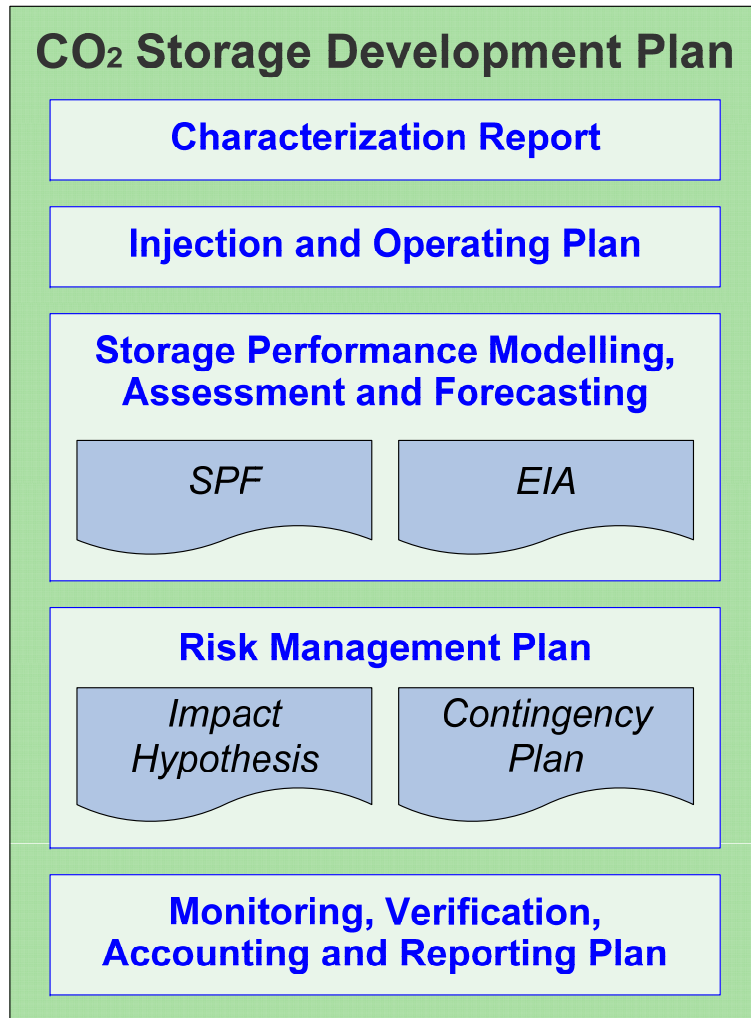 CO₂ Storage Development Plan
Characterization Report
Injection and Operating Plan
Storage Performance Modelling,
Assessment and Forecasting
SPF
EIA
Risk Management Plan
Impact
Hypothesis
Contingency
Plan
Monitoring, Verification,
Accounting and Reporting Plan